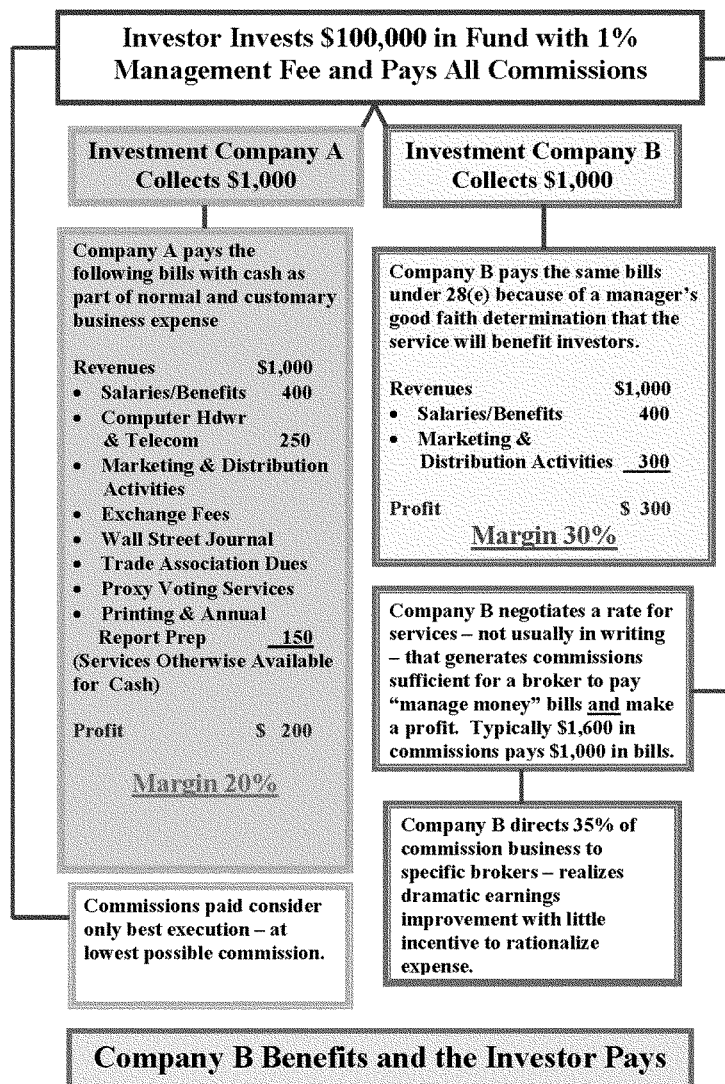 Investor Invests $100,000 in Fund with 1%
Management Fee and Pays All Commissions
Investment Company A
Collects $1,000
Company A pays the
following bills with cash as
part of normal and customary
business expense
Revenues $1,000
• Salaries/Benefits 400
• Computer Hdwr
& Telecom 250
• Marketing & Distribution
Activities
• Exchange Fees
• Wall Street Journal
• Trade Association Dues
• Proxy Voting Services
• Printing & Annual
Report Prep 150
(Services Otherwise Available
for Cash)
Profit $ 200
Margin 20%
Commissions paid consider
only best execution – at
lowest possible commission.
Investment Company B
Collects $1,000
Company B pays the same bills
under 28(e) because of a manager’s
good faith determination that the
service will benefit investors.
Revenues $1,000
• Salaries/Benefits 400
• Marketing &
Distribution Activities 300
Profit $ 300
Margin 30%
Company B negotiates a rate for
services – not usually in writing
– that generates commissions
sufficient for a broker to pay
“manage money” bills and make
a profit. Typically $1,600 in
commissions pays $1,000 in bills.
Company B directs 35% of
commission business to
specific brokers – realizes
dramatic earnings
improvement with little
incentive to rationalize
expense.
Company B Benefits and the Investor Pays